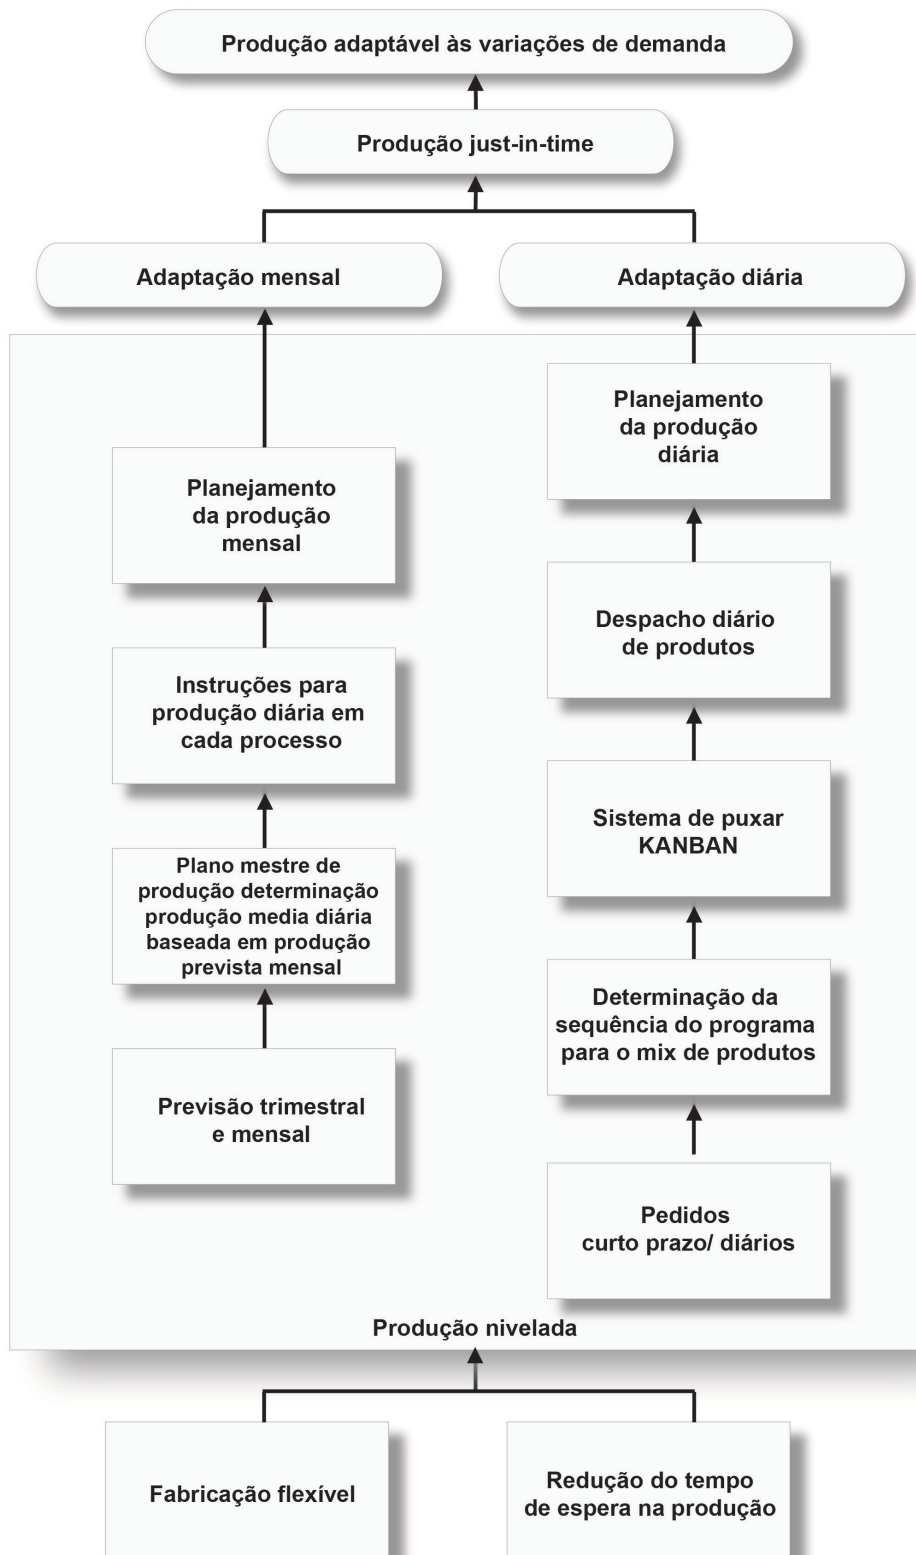 Produção adaptável às variações de demanda
Produção just-in-time
Adaptação mensal
Adaptação diária
Planejamento
da produção
diária
Planejamento
da produção
mensal
Despacho diário
de produtos
Instruções para
produção diária em
cada processo
Sistema de puxar
KANBAN
Plano mestre de
produção determinação
produção media diária
baseada em produção
prevista mensal
Determinação da
sequência do programa
para o mix de produtos
Previsão trimestral
e mensal
Pedidos
curto prazo/ diários
Produção nivelada
Fabricação flexível
Redução do tempo
de espera na produção